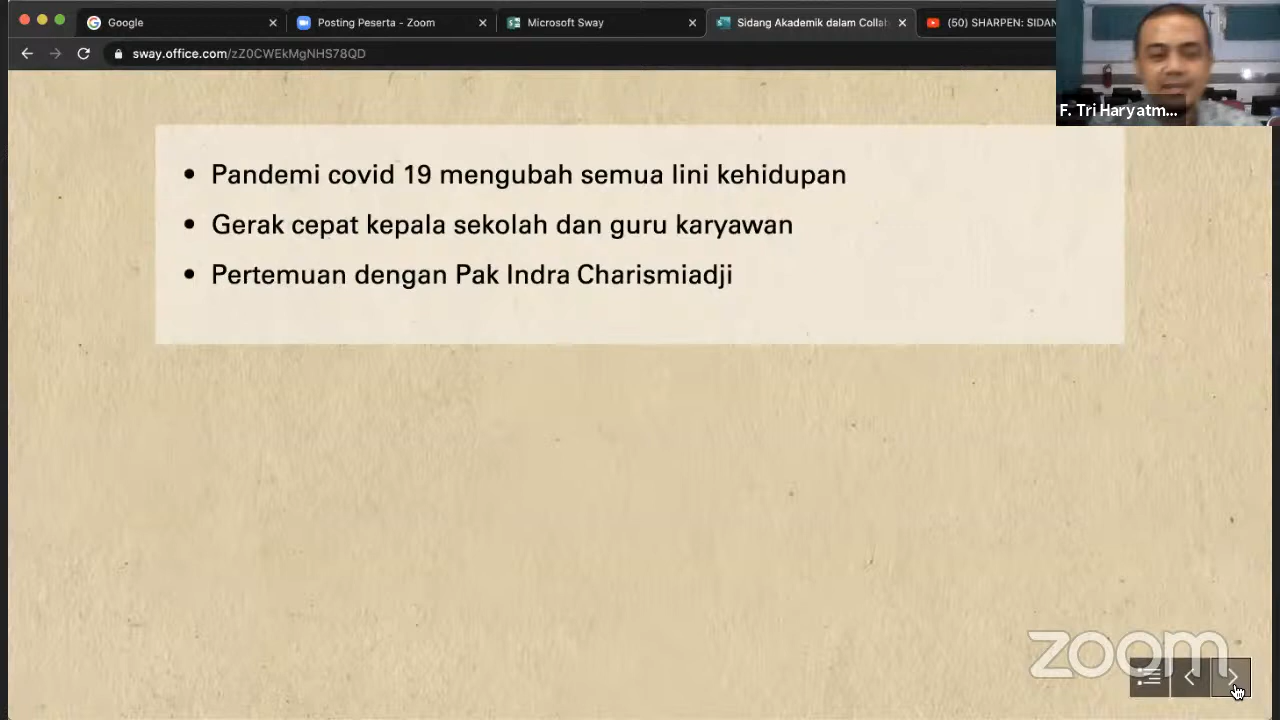 Google
Posting Peserta - Zoom
Microsoft Sway
Sidang Akademik dalam Collab
(50) SHARPEN: SIDAN
sway.office.com/zZ0CWEkMgNHS78QD
F. Tri Haryatm...
• Pandemi covid 19 mengubah semua lini kehidupan
• Gerak cepat kepala sekolah dan guru karyawan
• Pertemuan dengan Pak Indra Charismiadji
zoom